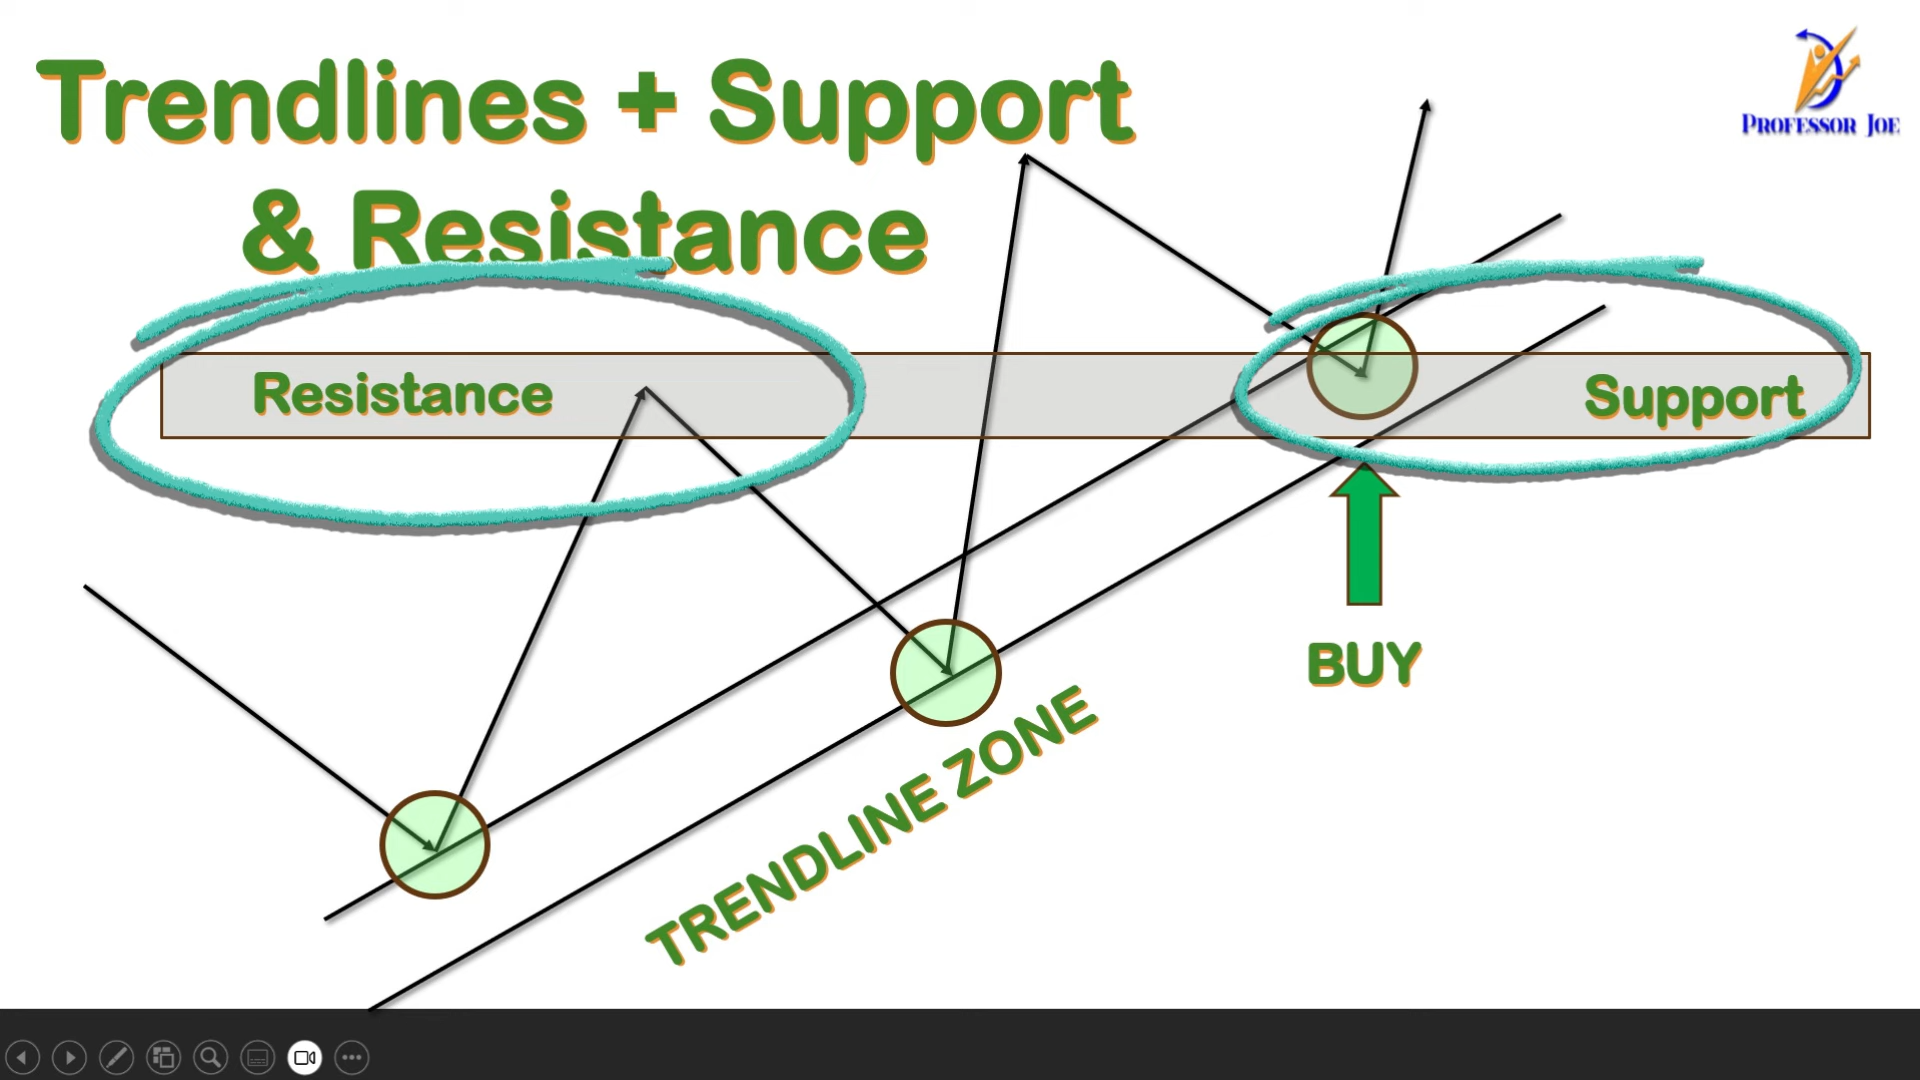 Trendlines + Support
& Resistance
PROFESSOR JOE
Resistance
Support
BUY
TRENDLINE ZONE